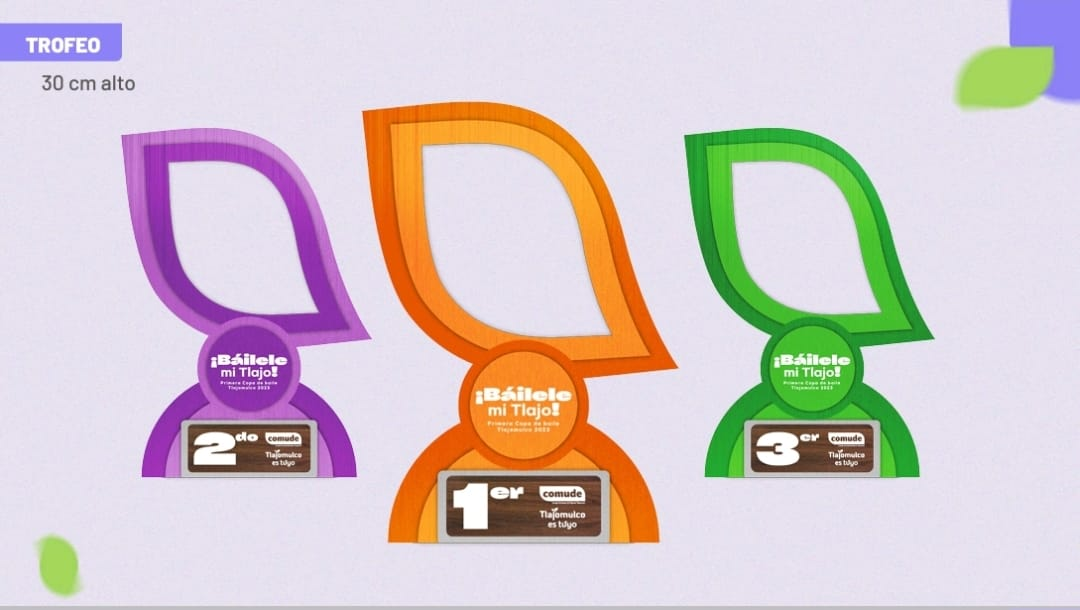 TROFEO
30 cm alto
¡Báilele
mi Tlajo!
Primera Copa de baile
Tlajomulco 2023
2do
comude
Tlajomulco
es tuyo
¡Báilele
mi Tlajo!
Primera Copa de baile
Tlajomulco 2023
1er
comude
Tlajomulco
es tuyo
¡Báilele
mi Tlajo!
Primera Copa de baile
Tlajomulco 2023
3er
comude
Tlajomulco
es tuyo